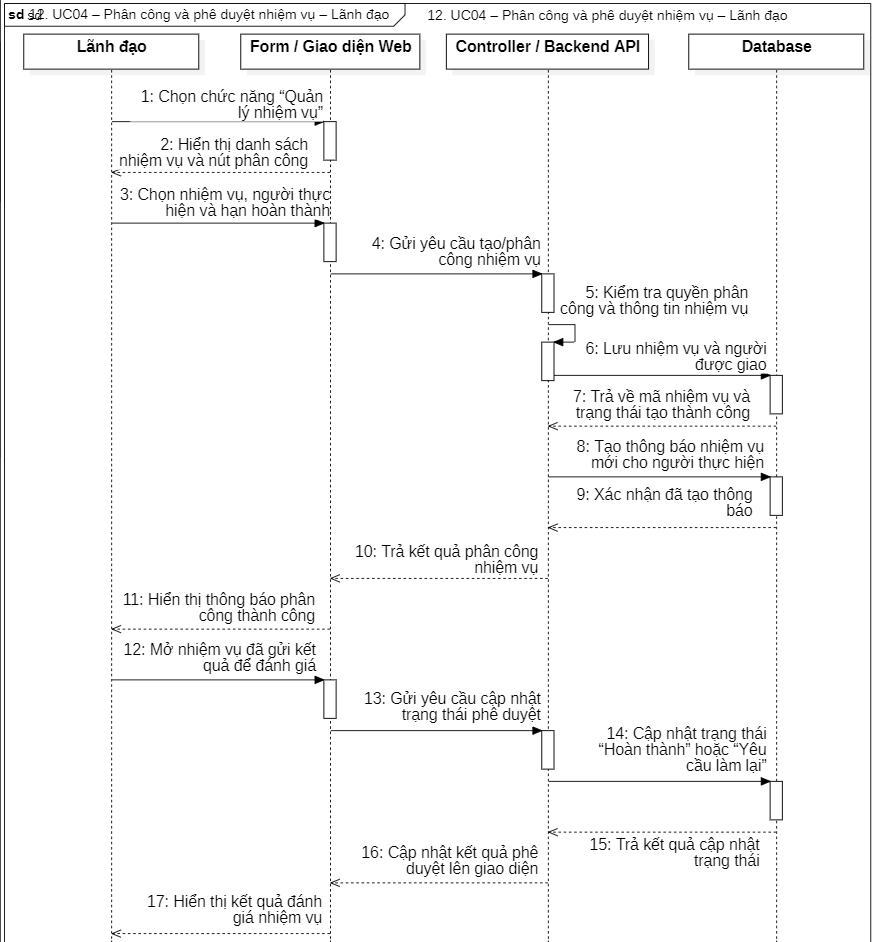 sd sd 12. UC04 – Phân công và phê duyệt nhiệm vụ – Lãnh đạo
12. UC04 – Phân công và phê duyệt nhiệm vụ – Lãnh đạo
Lãnh đạo
Form / Giao diện Web
Controller / Backend API
Database
1: Chọn chức năng “Quản
lý nhiệm vụ”
2: Hiển thị danh sách
nhiệm vụ và nút phân công
3: Chọn nhiệm vụ, người thực
hiện và hạn hoàn thành
4: Gửi yêu cầu tạo/phân
công nhiệm vụ
5: Kiểm tra quyền phân
công và thông tin nhiệm vụ
6: Lưu nhiệm vụ và người
được giao
7: Trả về mã nhiệm vụ và
trạng thái tạo thành công
8: Tạo thông báo nhiệm vụ
mới cho người thực hiện
9: Xác nhận đã tạo thông
báo
10: Trả kết quả phân công
nhiệm vụ
11: Hiển thị thông báo phân
công thành công
12: Mở nhiệm vụ đã gửi kết
quả để đánh giá
13: Gửi yêu cầu cập nhật
trạng thái phê duyệt
14: Cập nhật trạng thái
“Hoàn thành” hoặc “Yêu
cầu làm lại”
15: Trả kết quả cập nhật
trạng thái
16: Cập nhật kết quả phê
duyệt lên giao diện
17: Hiển thị kết quả đánh
giá nhiệm vụ